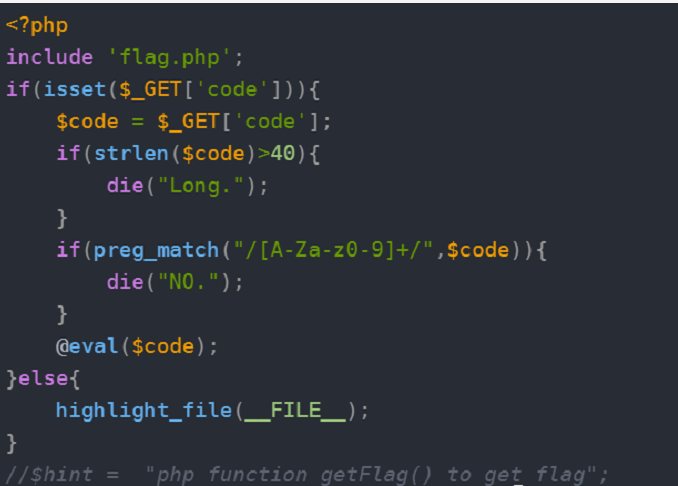 <?php
include 'flag.php';
if(isset($_GET['code'])){
    $code = $_GET['code'];
    if(strlen($code)>40){
        die("Long.");
    }
    if(preg_match("/[A-Za-z0-9]+/",$code)){
        die("NO.");
    }
    @eval($code);
}else{
    highlight_file(__FILE__);
}
//$hint =  "php function getFlag() to get flag";